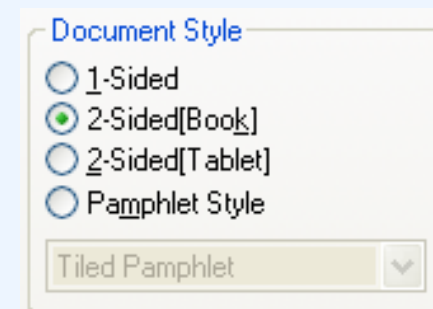 Document Style
1-Sided
2-Sided[Book]
2-Sided[Tablet]
Pamphlet Style
Tiled Pamphlet